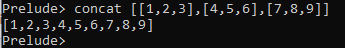 Prelude> concat [[1,2,3],[4,5,6],[7,8,9]]
[1,2,3,4,5,6,7,8,9]
Prelude>